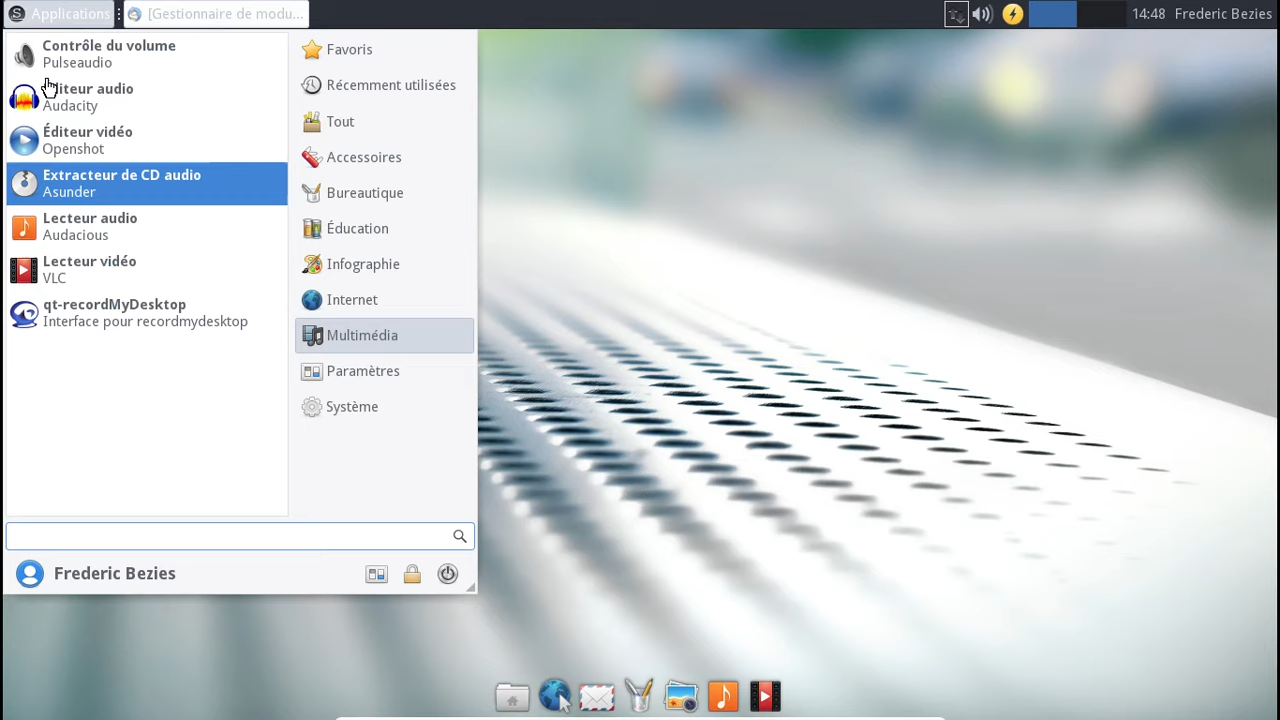 Applications
[Gestionnaire de modu...
14:48
Frederic Bezies
Contrôle du volume
Pulseaudio
diteur audio
Audacity
Éditeur vidéo
Openshot
Extracteur de CD audio
Asunder
Lecteur audio
Audacious
Lecteur vidéo
VLC
qt-recordMyDesktop
Interface pour recordmydesktop
Favoris
Récemment utilisées
Tout
Accessoires
Bureautique
Éducation
Infographie
Internet
Multimédia
Paramètres
Système
Frederic Bezies